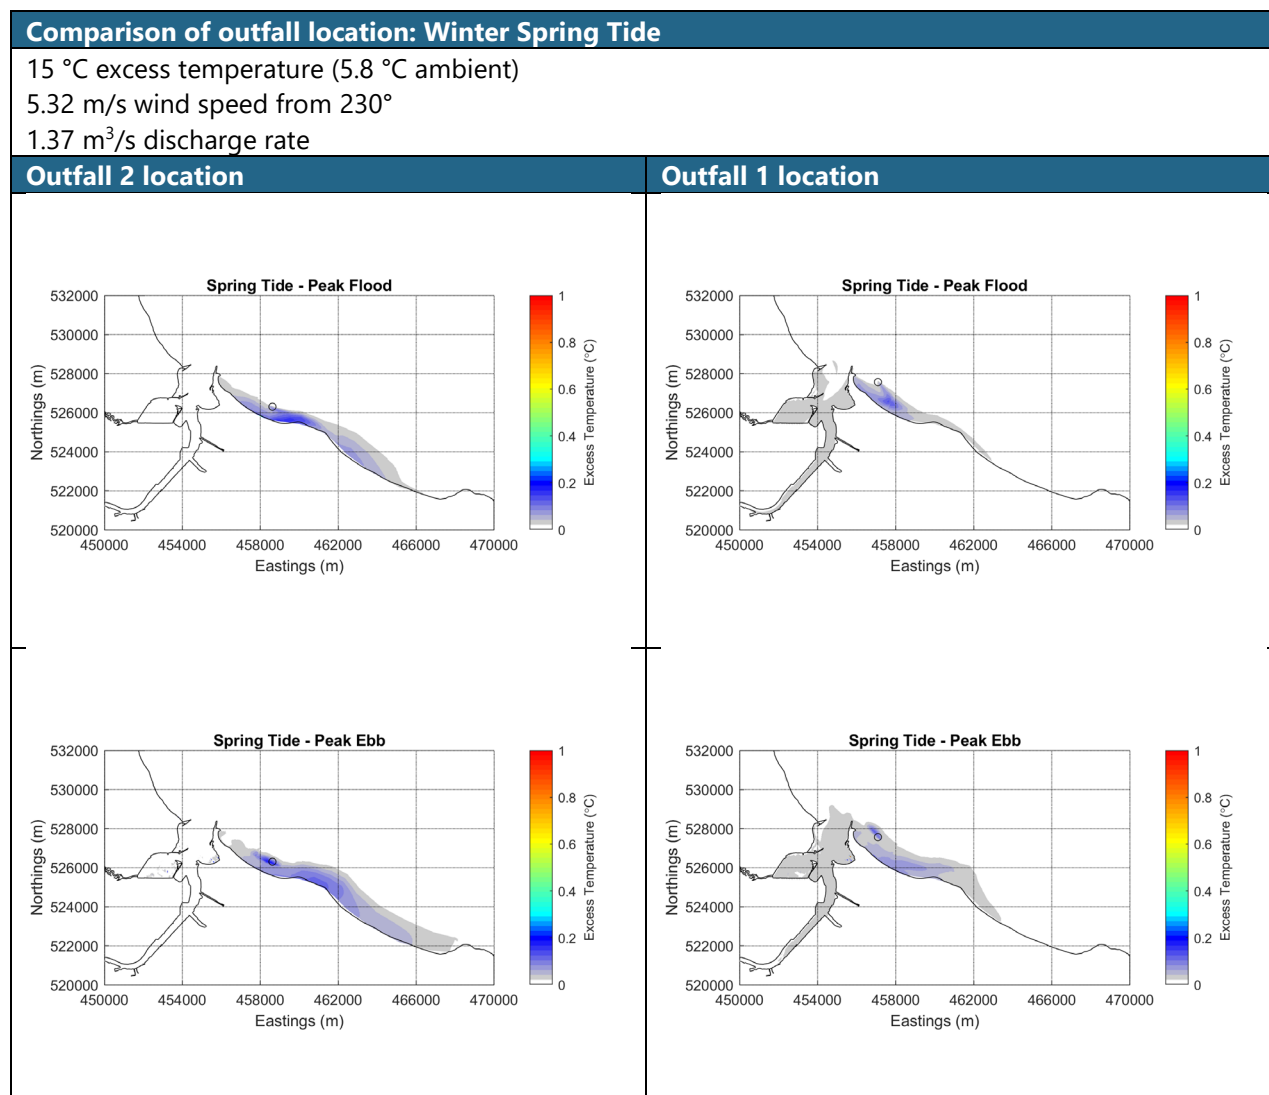 Comparison of outfall location: Winter Spring Tide
15 °C excess temperature (5.8 °C ambient)
5.32 m/s wind speed from 230°
1.37 m³/s discharge rate
Outfall 2 location
Outfall 1 location
Spring Tide - Peak Flood
532000
530000
528000
526000
524000
522000
520000
Northings (m)
450000 454000 458000 462000 466000 470000
Eastings (m)
1
0.8
0.6
0.4
0.2
0
Excess Temperature (°C)
Spring Tide - Peak Flood
532000
530000
528000
526000
524000
522000
520000
Northings (m)
450000 454000 458000 462000 466000 470000
Eastings (m)
1
0.8
0.6
0.4
0.2
0
Excess Temperature (°C)
Spring Tide - Peak Ebb
532000
530000
528000
526000
524000
522000
520000
Northings (m)
450000 454000 458000 462000 466000 470000
Eastings (m)
1
0.8
0.6
0.4
0.2
0
Excess Temperature (°C)
Spring Tide - Peak Ebb
532000
530000
528000
526000
524000
522000
520000
Northings (m)
450000 454000 458000 462000 466000 470000
Eastings (m)
1
0.8
0.6
0.4
0.2
0
Excess Temperature (°C)